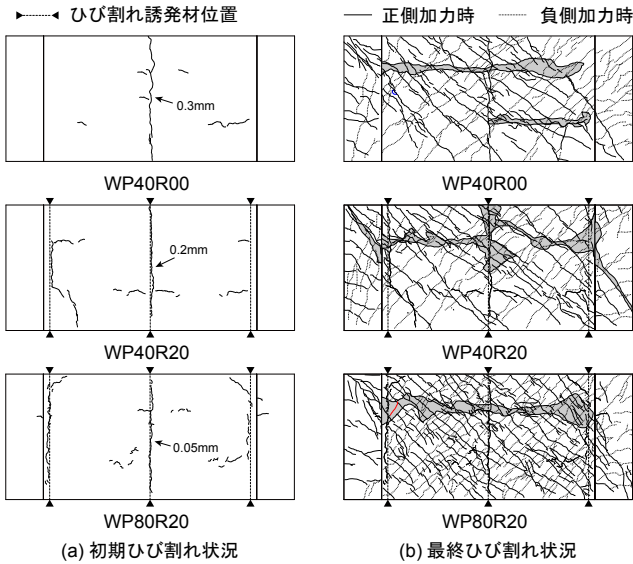 ひび割れ誘発材位置
正側加力時 負側加力時
0.3mm
WP40R00 WP40R00
0.2mm
WP40R20 WP40R20
0.05mm
WP80R20 WP80R20
(a) 初期ひび割れ状況 (b) 最終ひび割れ状況